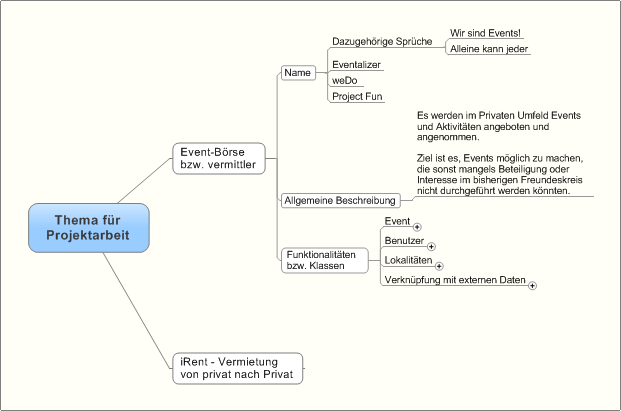 Thema für
Projektarbeit
Event-Börse
bzw. vermittler
Name
Dazugehörige Sprüche
Wir sind Events!
Alleine kann jeder
Eventalizer
weDo
Project Fun
Allgemeine Beschreibung
Es werden im Privaten Umfeld Events
und Aktivitäten angeboten und
angenommen.
Ziel ist es, Events möglich zu machen,
die sonst mangels Beteiligung oder
Interesse im bisherigen Freundeskreis
nicht durchgeführt werden könnten.
Funktionalitäten
bzw. Klassen
Event
Benutzer
Lokalitäten
Verknüpfung mit externen Daten
iRent - Vermietung
von privat nach Privat